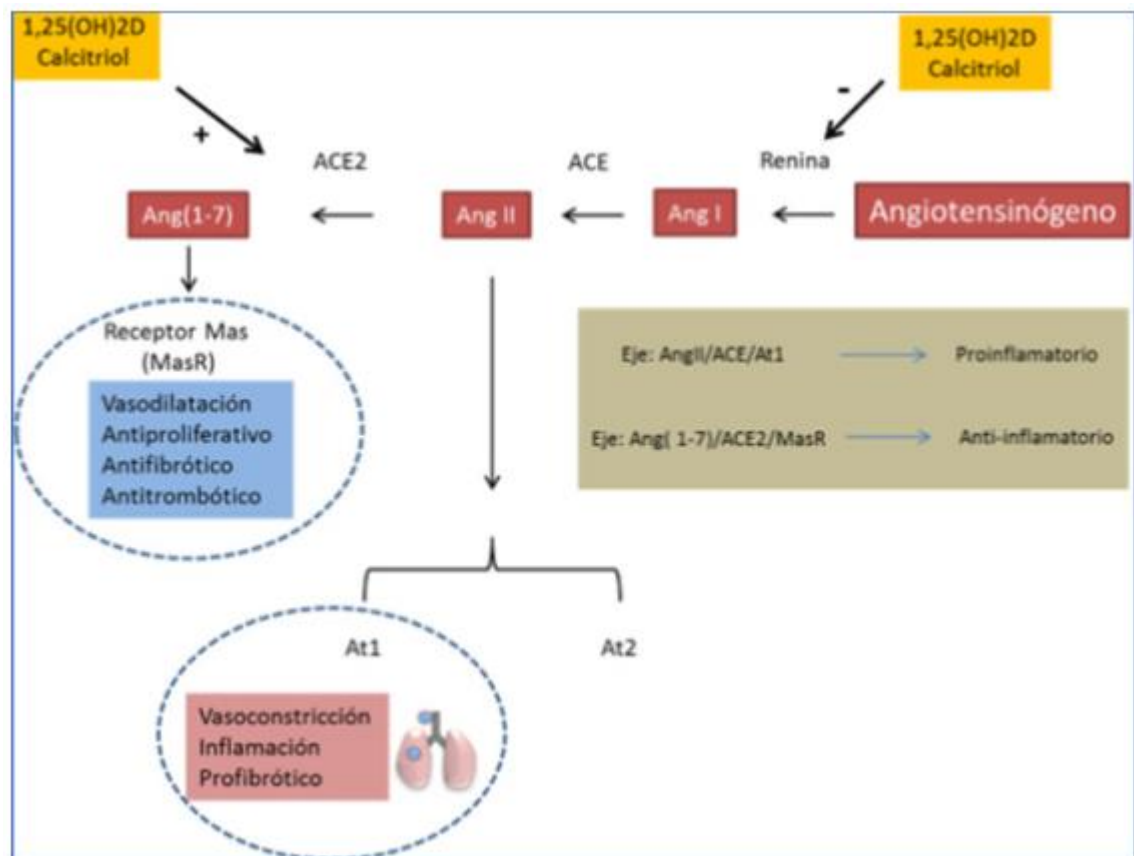 1,25(OH)2D
Calcitriol
1,25(OH)2D
Calcitriol
+
-
ACE2
ACE
Renina
Ang(1-7)
Ang II
Ang I
Angiotensinógeno
Receptor Mas
(MasR)
Vasodilatación
Antiproliferativo
Antifibrótico
Antitrombótico
Eje: AngII/ACE/At1
Proinflamatorio
Eje: Ang( 1-7)/ACE2/MasR
Anti-inflamatorio
At1
At2
Vasoconstricción
Inflamación
Profibrótico